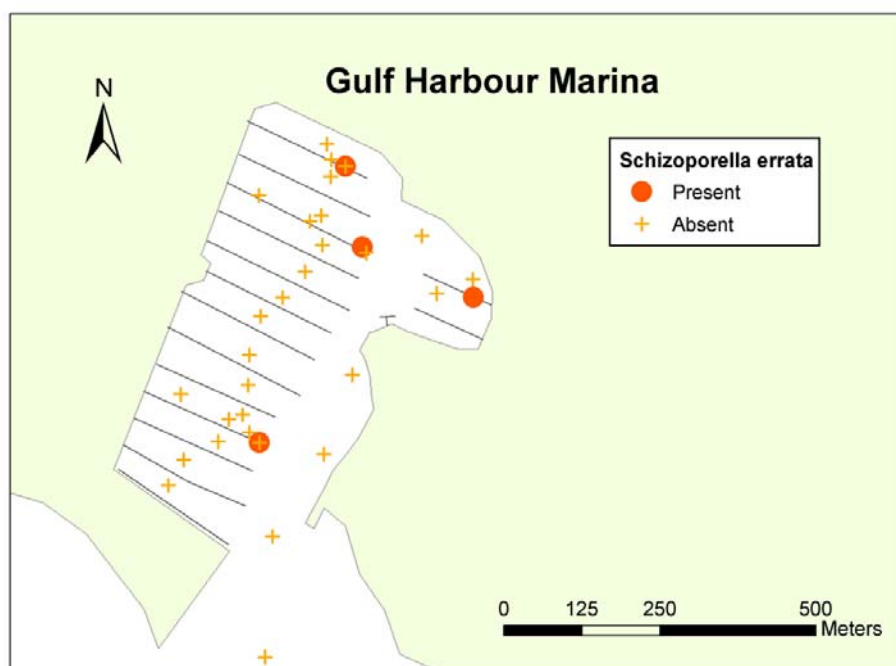 Gulf Harbour Marina
N
Schizoporella errata
Present
Absent
0 125 250 500
Meters